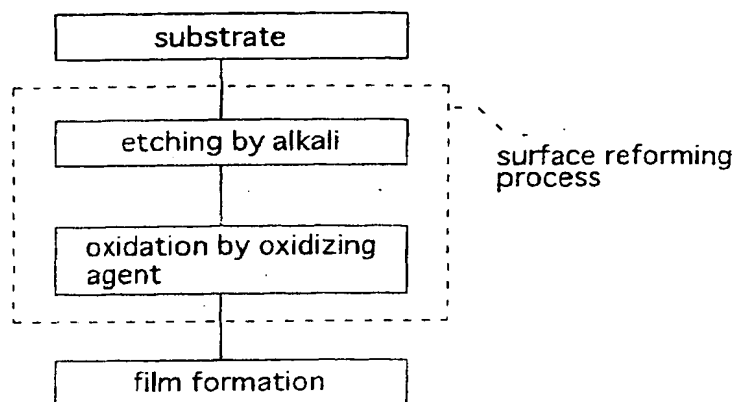 substrate
etching by alkali
surface reforming
process
oxidation by oxidizing
agent
film formation